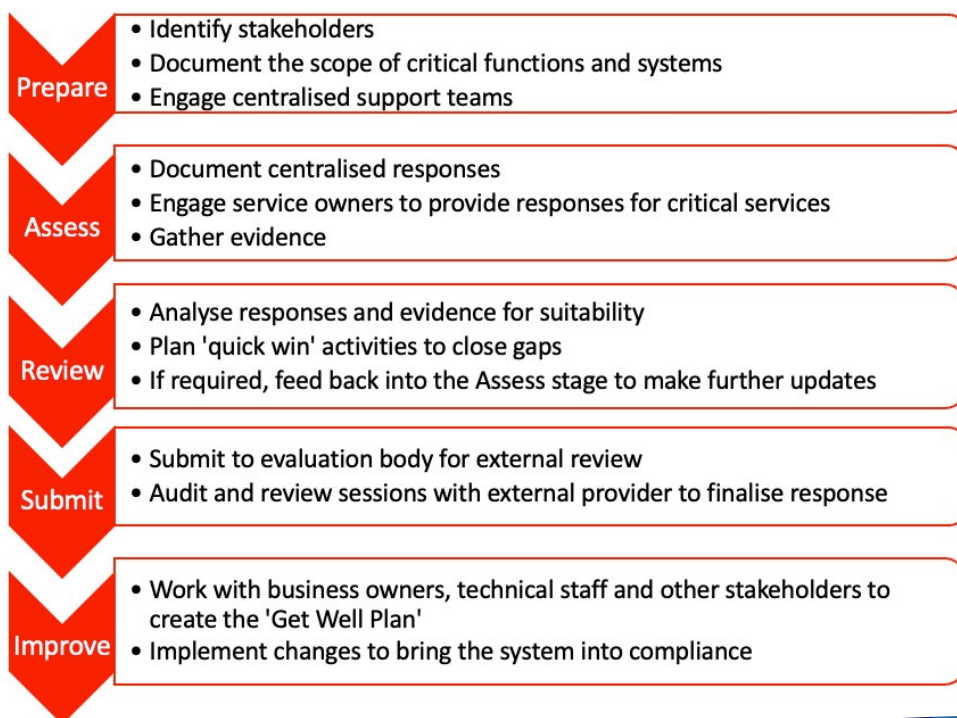 Prepare
• Identify stakeholders
• Document the scope of critical functions and systems
• Engage centralised support teams
Assess
• Document centralised responses
• Engage service owners to provide responses for critical services
• Gather evidence
Review
• Analyse responses and evidence for suitability
• Plan 'quick win' activities to close gaps
• If required, feed back into the Assess stage to make further updates
Submit
• Submit to evaluation body for external review
• Audit and review sessions with external provider to finalise response
Improve
• Work with business owners, technical staff and other stakeholders to
create the 'Get Well Plan'
• Implement changes to bring the system into compliance